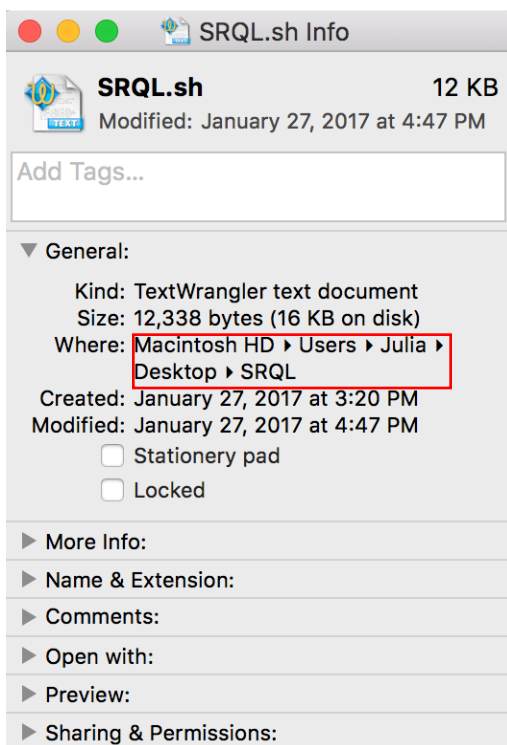 SRQL.sh Info
SRQL.sh 12 KB
Modified: January 27, 2017 at 4:47 PM
Add Tags...
General:
Kind: TextWrangler text document
Size: 12,338 bytes (16 KB on disk)
Where: Macintosh HD ▸ Users ▸ Julia ▸
Desktop ▸ SRQL
Created: January 27, 2017 at 3:20 PM
Modified: January 27, 2017 at 4:47 PM
Stationery pad
Locked
More Info:
Name & Extension:
Comments:
Open with:
Preview:
Sharing & Permissions: